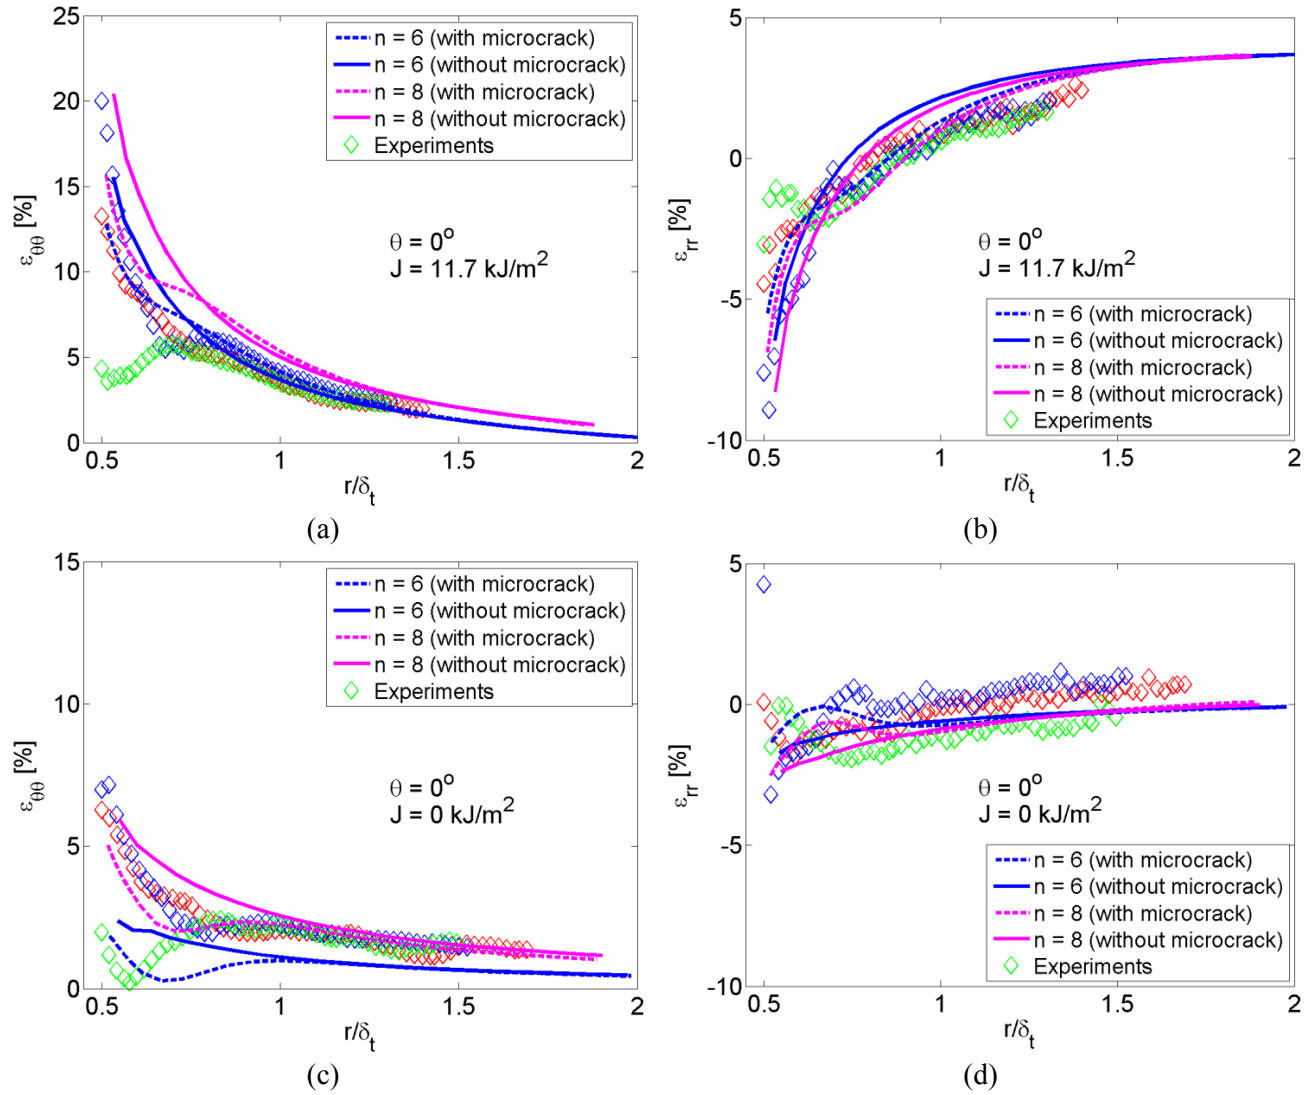 25
20
15
10
5
0
0.5
1
1.5
2
ε_θθ [%]
r/δ_t
n = 6 (with microcrack)
n = 6 (without microcrack)
n = 8 (with microcrack)
n = 8 (without microcrack)
Experiments
θ = 0°
J = 11.7 kJ/m²
(a)
5
0
-5
-10
0.5
1
1.5
2
ε_rr [%]
r/δ_t
θ = 0°
J = 11.7 kJ/m²
n = 6 (with microcrack)
n = 6 (without microcrack)
n = 8 (with microcrack)
n = 8 (without microcrack)
Experiments
(b)
15
10
5
0
0.5
1
1.5
2
ε_θθ [%]
r/δ_t
n = 6 (with microcrack)
n = 6 (without microcrack)
n = 8 (with microcrack)
n = 8 (without microcrack)
Experiments
θ = 0°
J = 0 kJ/m²
(c)
5
0
-5
-10
0.5
1
1.5
2
ε_rr [%]
r/δ_t
θ = 0°
J = 0 kJ/m²
n = 6 (with microcrack)
n = 6 (without microcrack)
n = 8 (with microcrack)
n = 8 (without microcrack)
Experiments
(d)